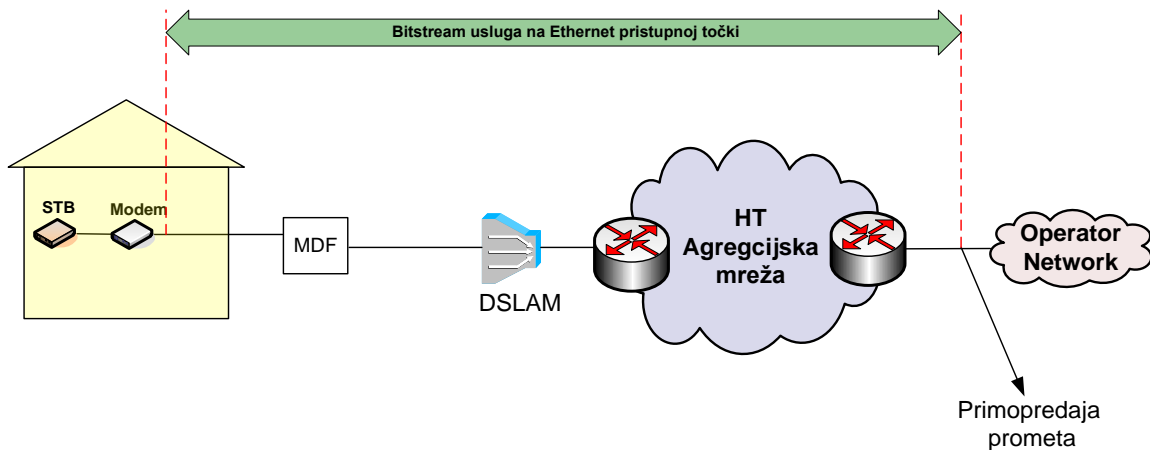 Bitstream usluga na Ethernet pristupnoj točki
STB
Modem
MDF
DSLAM
HT
Agregcijska
mreža
Operator
Network
Primopredaja
prometa